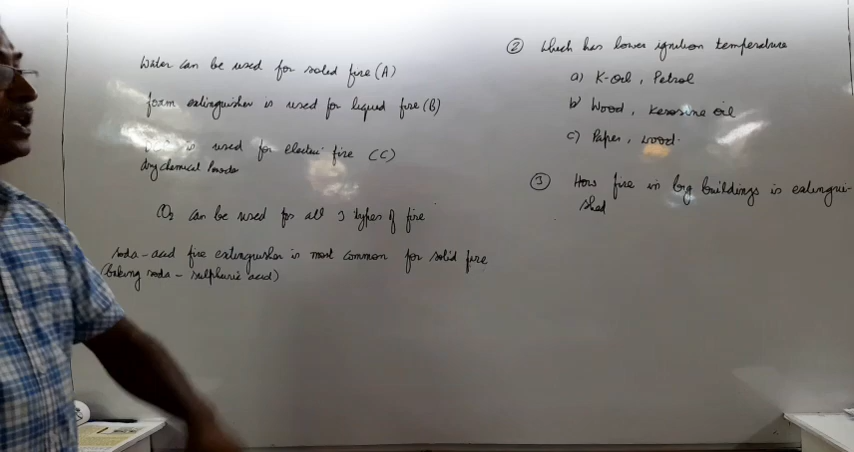 Water can be used for solid fire (A)
foam extinguisher is used for liquid fire (B)
is used for electric fire (C)
dry chemical Powder
CO2 can be used for all 3 types of fire
soda-acid fire extinguisher is most common for solid fire
(baking soda - sulphuric acid)
② Which has lower ignition temperature
a) K-oil, Petrol
b) Wood, Kerosine oil
c) Paper, wood.
③ How fire in big buildings is extingui-
shed